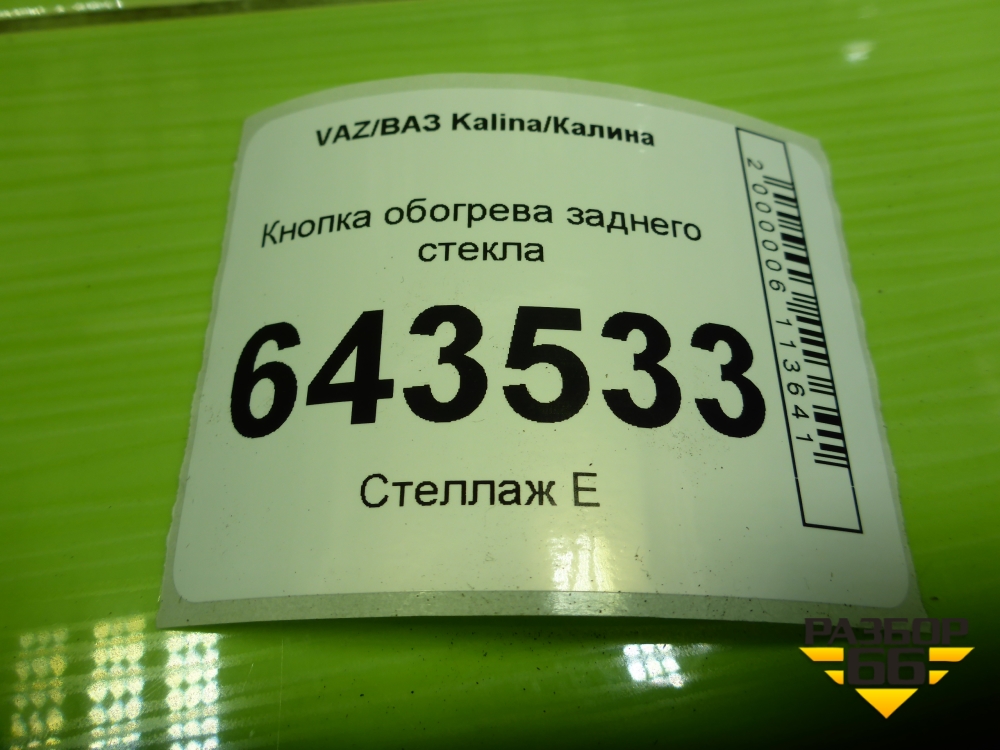 VAZ/ВАЗ Kalina/Калина
Кнопка обогрева заднего
стекла
643533
Стеллаж E
2000006113641
РАЗБОР
66